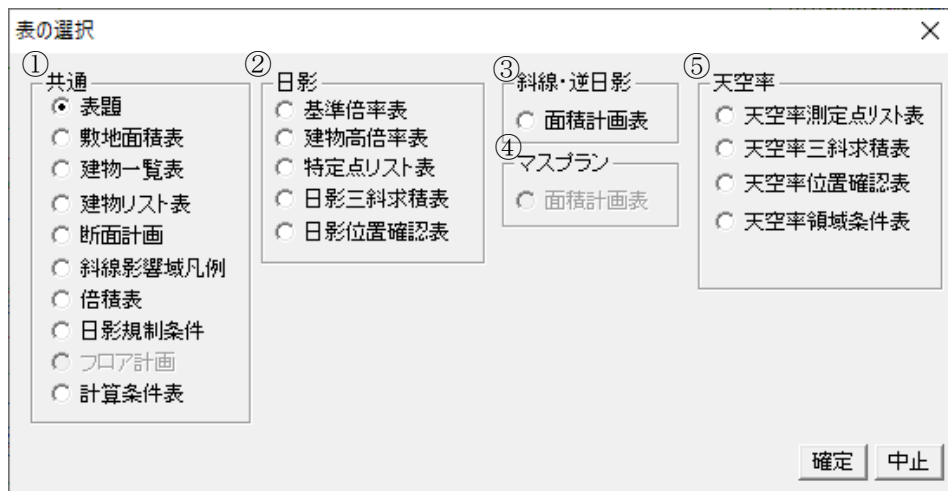 表の選択
①共通
表題
敷地面積表
建物一覧表
建物リスト表
断面計画
斜線影響域凡例
倍積表
日影規制条件
フロア計画
計算条件表
②日影
基準倍率表
建物高倍率表
特定点リスト表
日影三斜求積表
日影位置確認表
③斜線・逆日影
面積計画表
④マスプラン
面積計画表
⑤天空率
天空率測定点リスト表
天空率三斜求積表
天空率位置確認表
天空率領域条件表
確定 中止